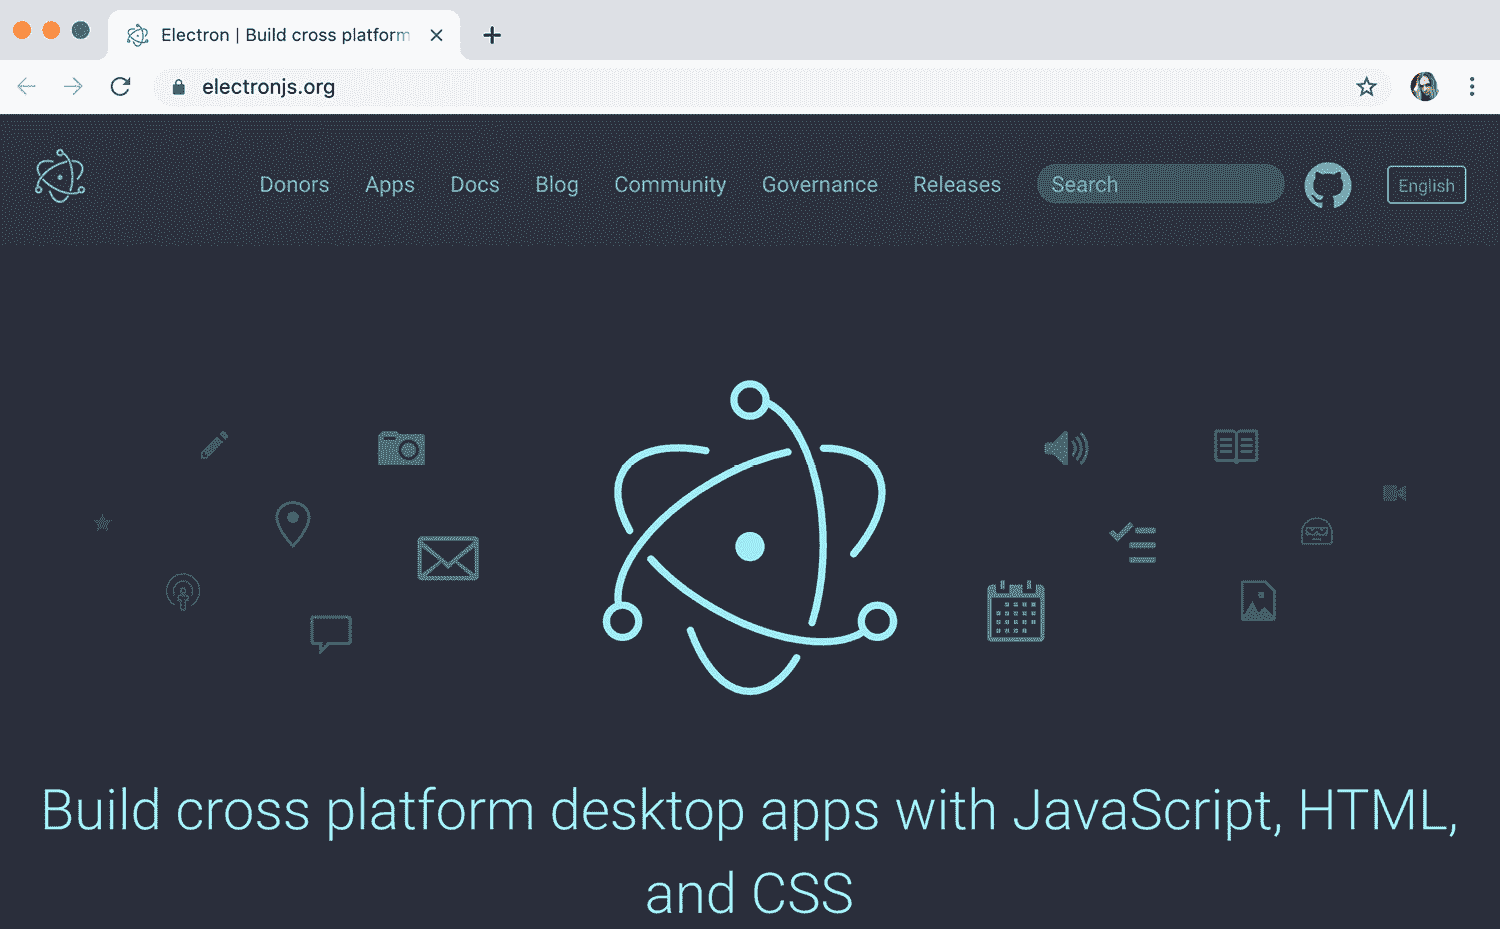 Electron | Build cross platform
electronjs.org
Donors Apps Docs Blog Community Governance Releases Search English
Build cross platform desktop apps with JavaScript, HTML,
and CSS